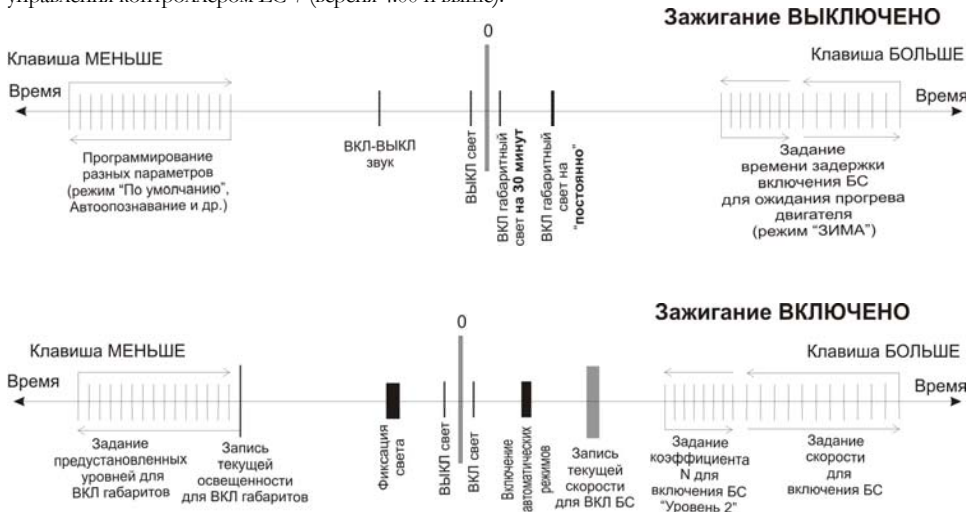 управления контроллером LC-7 (версия 4.00 и выше).
Зажигание ВЫКЛЮЧЕНО
0
Клавиша МЕНЬШЕ
Клавиша БОЛЬШЕ
Время
Время
Программирование
разных параметров
(режим "По умолчанию",
Автоопознавание и др.)
ВКЛ-ВЫКЛ
звук
ВЫКЛ свет
ВКЛ габаритный
свет на 30 минут
ВКЛ габаритный
свет на
"постоянно"
Задание
времени задержки
включения БС
для ожидания прогрева
двигателя
(режим "ЗИМА")
Зажигание ВКЛЮЧЕНО
0
Клавиша МЕНЬШЕ
Клавиша БОЛЬШЕ
Время
Время
Задание
предустановленных
уровней для
ВКЛ габаритов
Запись
текущей
освещенности
для ВКЛ габаритов
Фиксация
света
ВЫКЛ свет
ВКЛ свет
Включение
автоматических
режимов
Запись
текущей
скорости
для ВКЛ БС
Задание
коэффициента
N для
включения БС
"Уровень 2"
Задание
скорости
для
включения БС